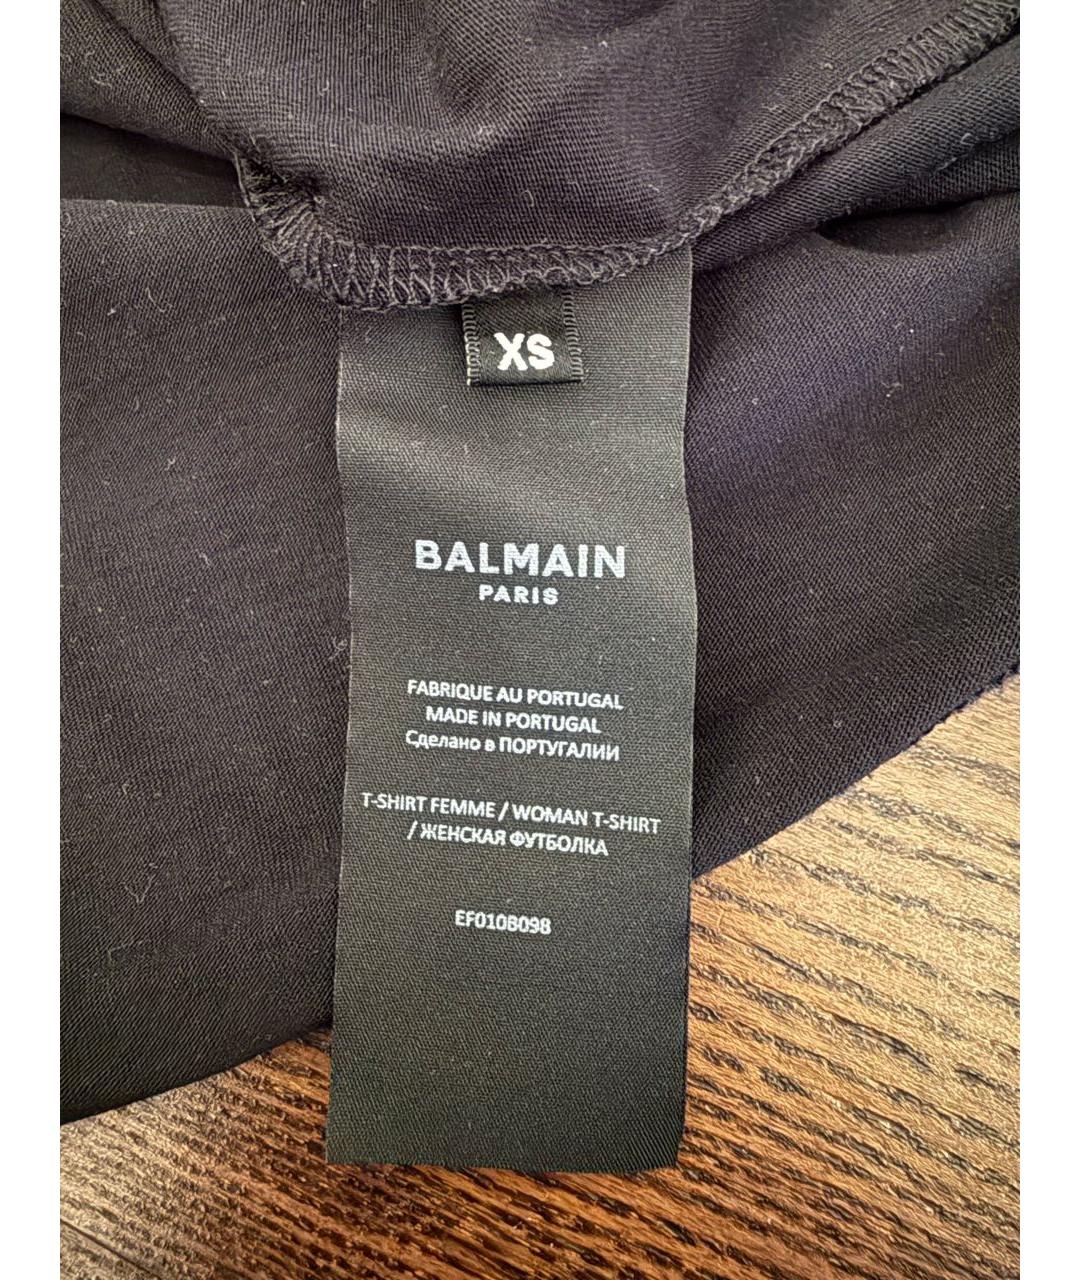 XS
BALMAIN
PARIS
FABRIQUE AU PORTUGAL
MADE IN PORTUGAL
Сделано в ПОРТУГАЛИИ
T-SHIRT FEMME / WOMAN T-SHIRT
/ ЖЕНСКАЯ ФУТБОЛКА
EF010B098